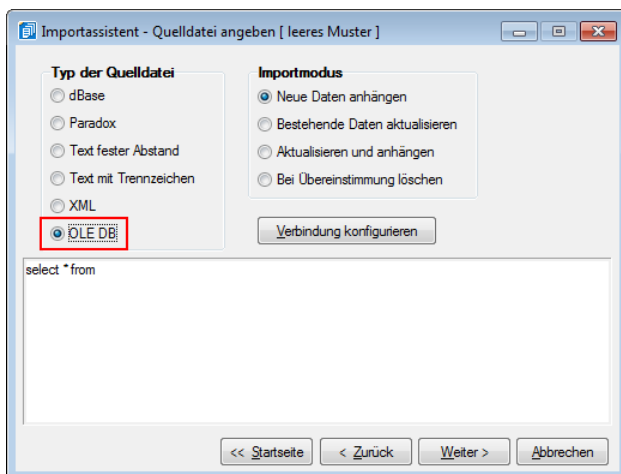 Importassistent - Quelldatei angeben [ leeres Muster ]
Typ der Quelldatei
dBase
Paradox
Text fester Abstand
Text mit Trennzeichen
XML
OLE DB
Importmodus
Neue Daten anhängen
Bestehende Daten aktualisieren
Aktualisieren und anhängen
Bei Übereinstimmung löschen
Verbindung konfigurieren
select * from
<< Startseite
< Zurück
Weiter >
Abbrechen